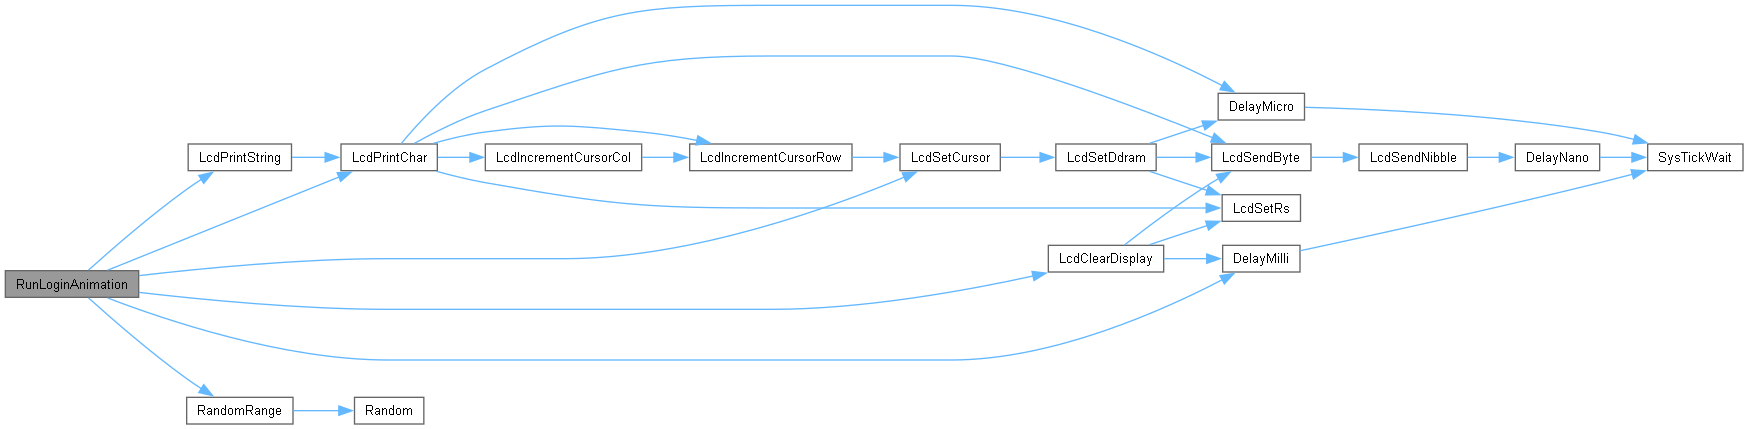 RunLoginAnimation
LcdPrintString
LcdPrintChar
LcdIncrementCursorCol
LcdIncrementCursorRow
LcdSetCursor
LcdSetDdram
DelayMicro
LcdSendByte
LcdSendNibble
DelayNano
SysTickWait
LcdSetRs
LcdClearDisplay
DelayMilli
RandomRange
Random